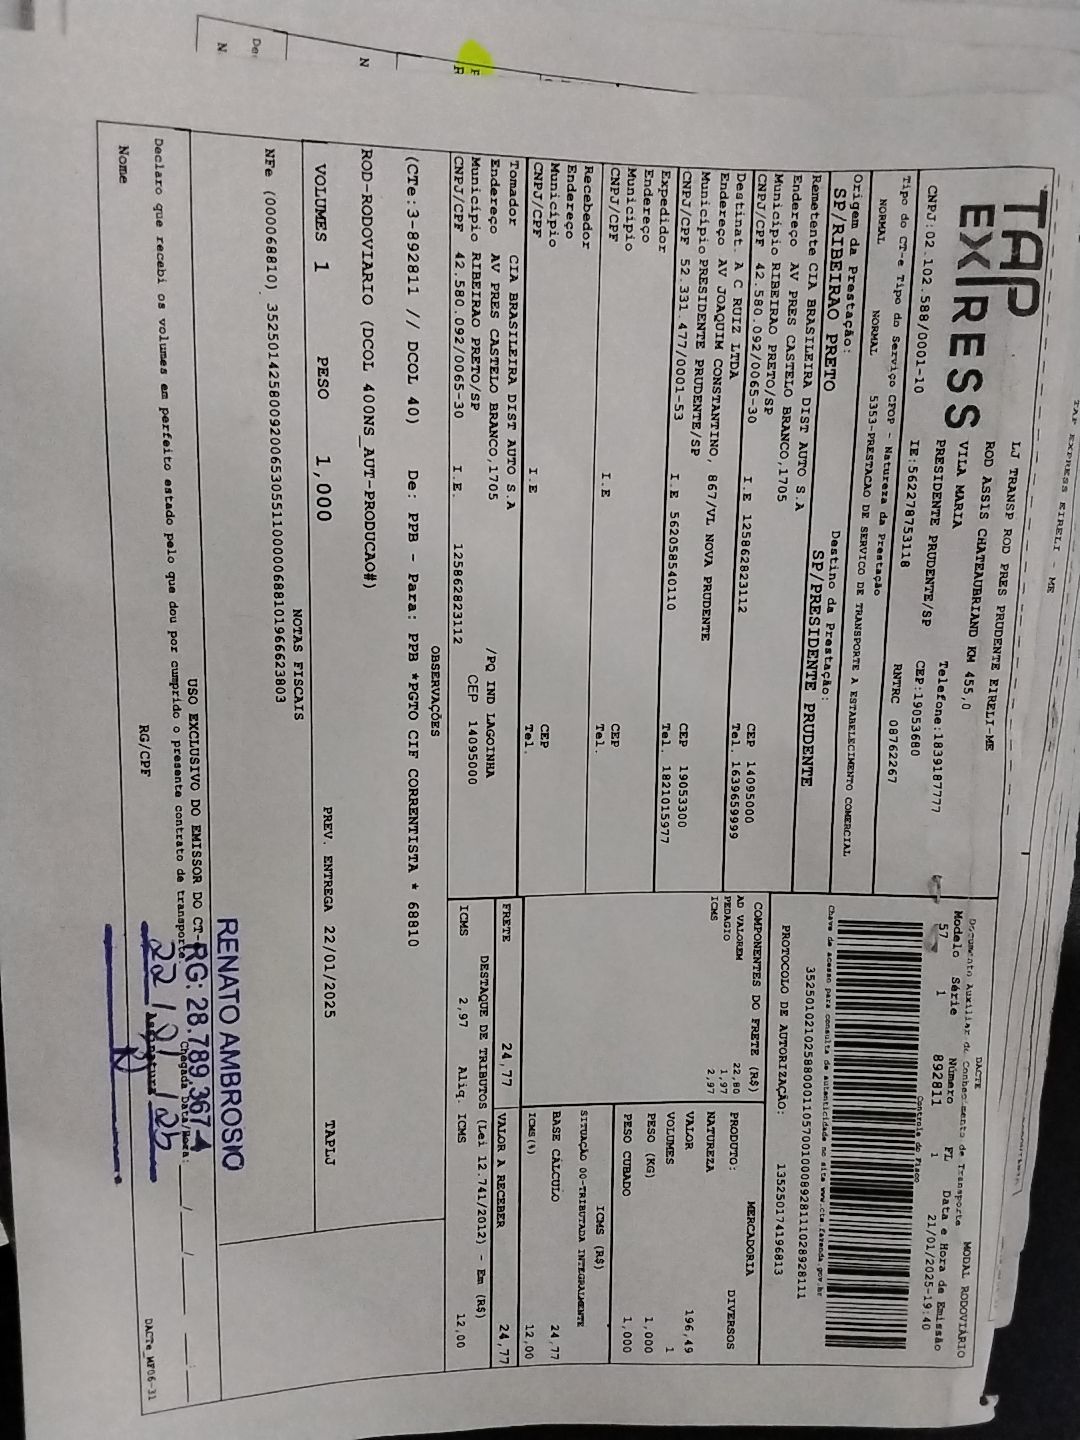 TAP EXPRESS EIRELI - ME
TAP
EXPRESS
LJ TRANSP ROD PRES PRUDENTE EIRELI-ME
ROD ASSIS CHATEAUBRIAND KM 455,0
VILA MARIA
PRESIDENTE PRUDENTE/SP
Telefone:1839187777
CNPJ:02.102.588/0001-10
IE:562278753118
CEP:19053680
Tipo do CT-e Tipo do Serviço CFOP - Natureza da Prestação
RNTRC 08762267
NORMAL NORMAL 5353-PRESTACAO DE SERVICO DE TRANSPORTE A ESTABELECIMENTO COMERCIAL
Origem da Prestação: Destino da Prestação:
SP/RIBEIRAO PRETO SP/PRESIDENTE PRUDENTE
Remetente CIA BRASILEIRA DIST AUTO S.A
Endereço AV PRES CASTELO BRANCO,1705
Município RIBEIRAO PRETO/SP CEP 14095000
CNPJ/CPF 42.580.092/0065-30 I.E 125862823112 Tel. 1639659999
Destinat. A C RUIZ LTDA
Endereço AV JOAQUIM CONSTANTINO, 867/VL NOVA PRUDENTE
Município PRESIDENTE PRUDENTE/SP CEP 19053300
CNPJ/CPF 52.331.477/0001-53 I.E 562058540110 Tel. 1821015977
Expedidor
Endereço
Município CEP
CNPJ/CPF I.E Tel.
Recebedor
Endereço
Município CEP
CNPJ/CPF I.E Tel.
Tomador CIA BRASILEIRA DIST AUTO S.A
Endereço AV PRES CASTELO BRANCO,1705 /PQ IND LAGOINHA
Município RIBEIRAO PRETO/SP CEP 14095000
CNPJ/CPF 42.580.092/0065-30 I.E. 125862823112
DACTE MODAL RODOVIÁRIO
Documento Auxiliar do Conhecimento de Transporte
Modelo Série Número FL Data e Hora de Emissão
57 1 892811 1 21/01/2025-19:40
Controle do Fisco
Chave de acesso para consulta de autenticidade no site www.cte.fazenda.gov.br
35250102102588000110570010008928111028928111
PROTOCOLO DE AUTORIZAÇÃO: 135250174196813
COMPONENTES DO FRETE (R$)
AD VALOREM 22,80
PEDAGIO 1,97
ICMS 2,97
MERCADORIA
PRODUTO: DIVERSOS
NATUREZA
VALOR 196,49
VOLUMES 1
PESO (KG) 1,000
PESO CUBADO 1,000
ICMS (R$)
SITUAÇÃO 00-TRIBUTADA INTEGRALMENTE
BASE CÁLCULO 24,77
ICMS(%) 12,00
FRETE 24,77 VALOR A RECEBER 24,77
DESTAQUE DE TRIBUTOS (Lei 12.741/2012) - Em (R$)
ICMS 2,97 Aliq. ICMS 12,00
OBSERVAÇÕES
(CTe:3-892811 // DCOL 40) De: PPB - Para: PPB *PGTO CIF CORRENTISTA * 68810
ROD-RODOVIARIO (DCOL 400NS_AUT-PRODUCAO#)
VOLUMES 1 PESO 1,000 PREV. ENTREGA 22/01/2025 TAPLJ
NOTAS FISCAIS
NFe (000068810) 35250142580092006530551100000688101966623803
USO EXCLUSIVO DO EMISSOR DO CT-
Declaro que recebi os volumes em perfeito estado pelo que dou por cumprido o presente contrato de transporte.
Chegada Data/Hora:
Nome RG/CPF Assinatura
RENATO AMBROSIO
RG: 28.789.367-4
DACTe_MF06-31